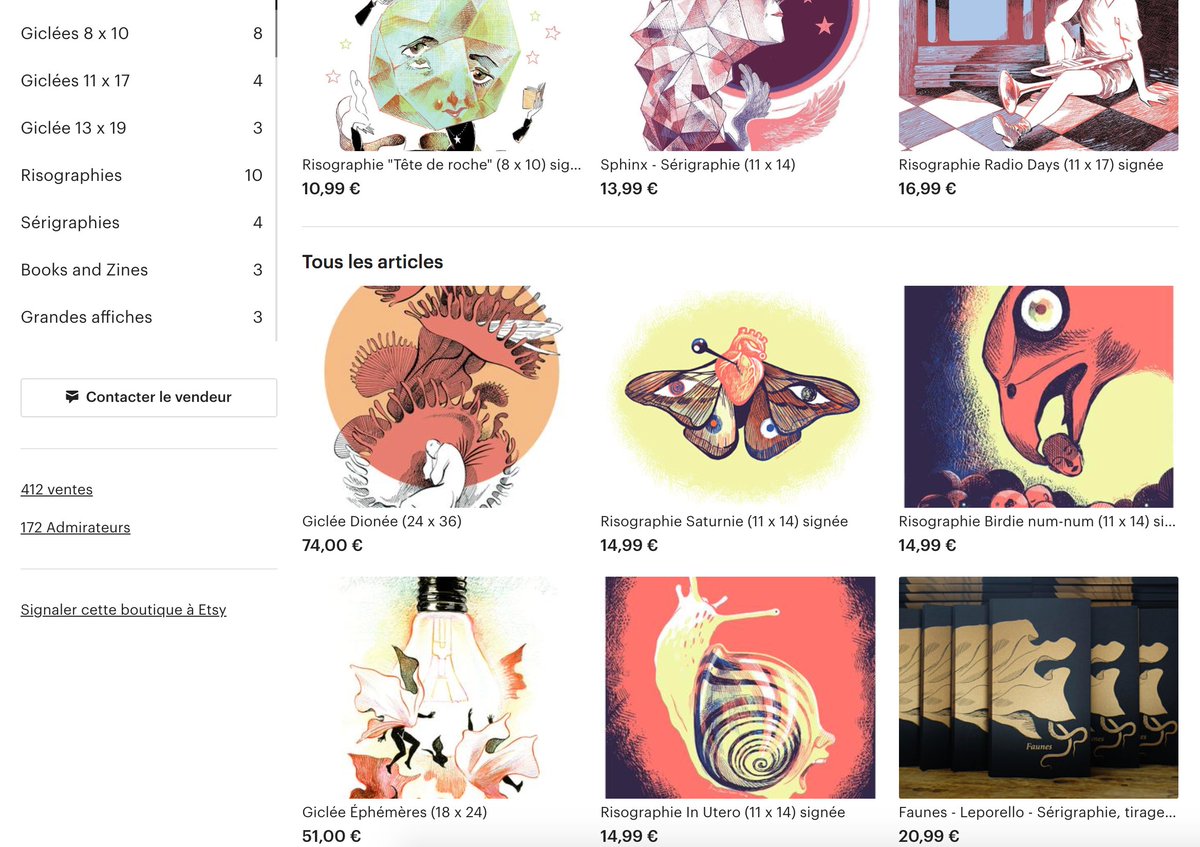 Giclées 8 x 10 8
Giclées 11 x 17 4
Giclée 13 x 19 3
Risographies 10
Sérigraphies 4
Books and Zines 3
Grandes affiches 3
Contacter le vendeur
412 ventes
172 Admirateurs
Signaler cette boutique à Etsy
Risographie "Tête de roche" (8 x 10) sig...
10,99 €
Sphinx - Sérigraphie (11 x 14)
13,99 €
Risographie Radio Days (11 x 17) signée
16,99 €
Tous les articles
Giclée Dionée (24 x 36)
74,00 €
Risographie Saturnie (11 x 14) signée
14,99 €
Risographie Birdie num-num (11 x 14) si...
14,99 €
Giclée Éphémères (18 x 24)
51,00 €
Risographie In Utero (11 x 14) signée
14,99 €
Faunes
Faunes - Leporello - Sérigraphie, tirage...
20,99 €